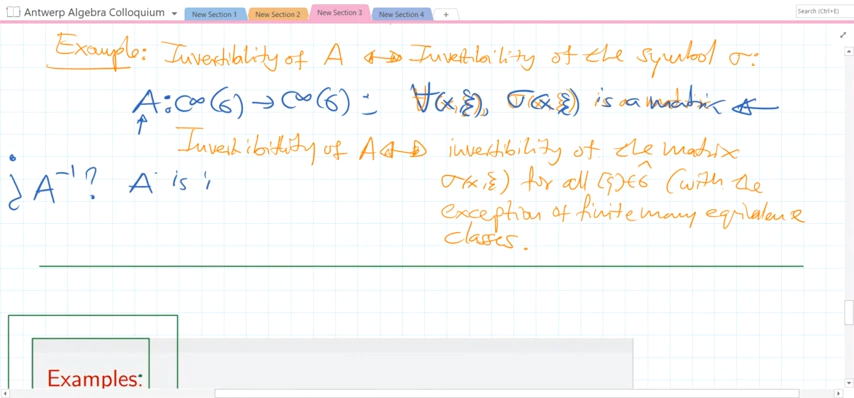 Antwerp Algebra Colloquium
New Section 1 New Section 2 New Section 3 New Section 4 +
Search (Ctrl+E)
Example: Invertiblity of A ↔ Invertibility of the symbol σ:
A: C∞(G) → C∞(G) : ∀(x,ξ), σ(x,ξ) is a matrix ←
Invertibility of A ↔ invertibility of the matrix
σ(x,ξ) for all [ξ]∈Ĝ (with the
exception of finite many equivalence
classes.
¿ A⁻¹? A is
Examples: